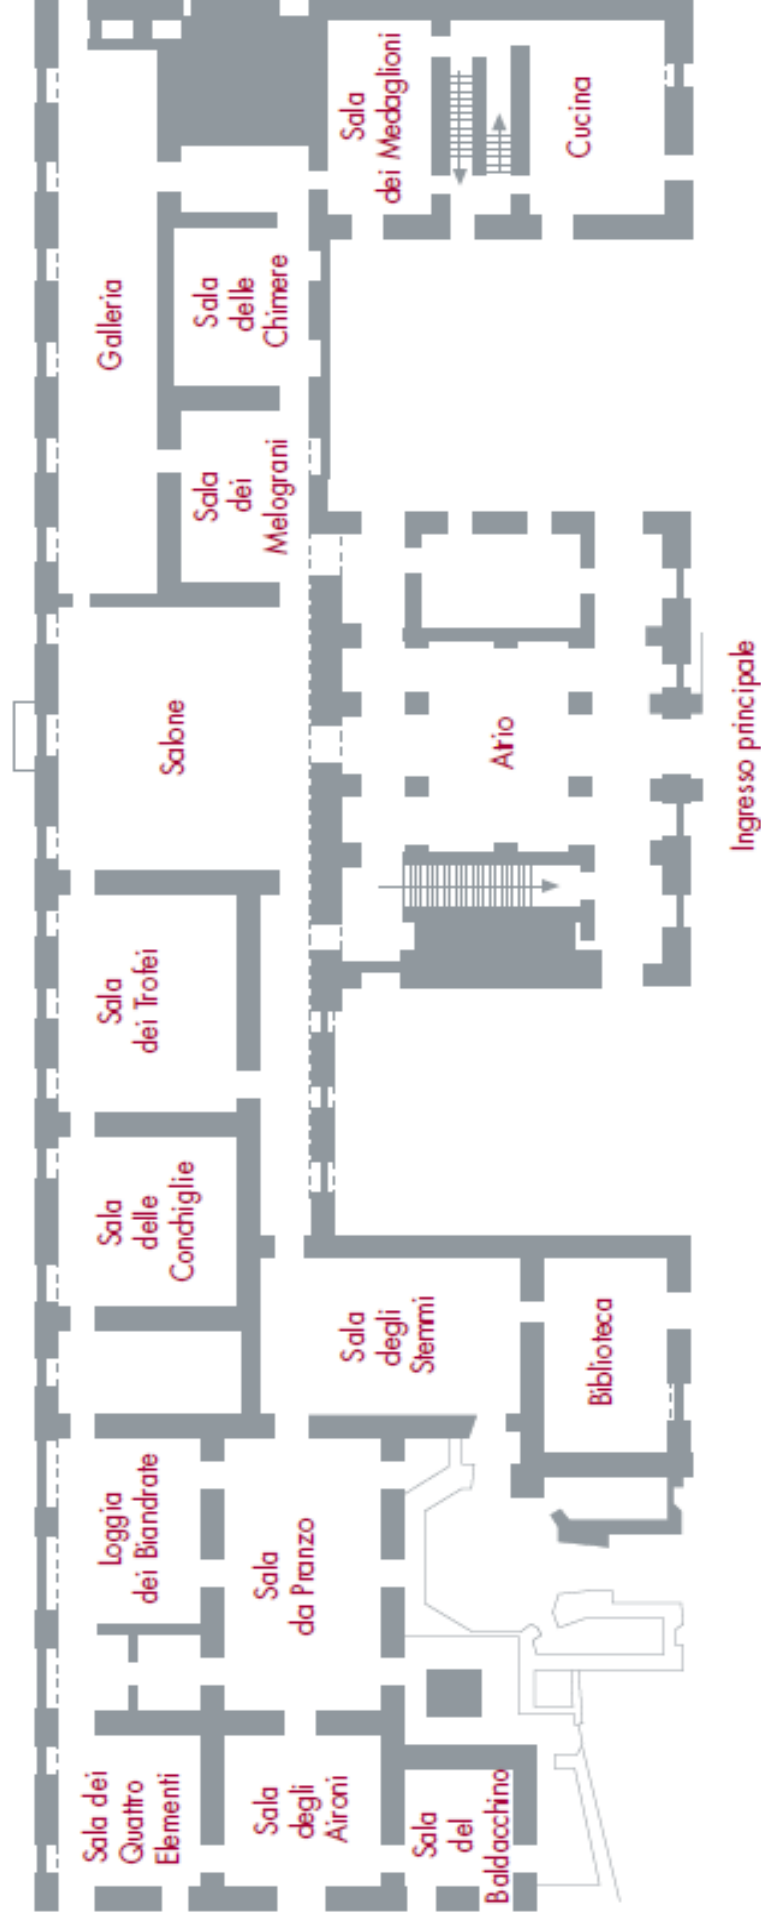 Sala dei
Quattro
Elementi
Loggia
dei Biandrate
Sala
delle
Conchiglie
Sala
dei Trofei
Salone
Galleria
Sala
degli
Aironi
Sala
da Pranzo
Sala
dei
Melograni
Sala
delle
Chimere
Sala
del
Baldacchino
Sala
degli
Stemmi
Sala
dei Medaglioni
Biblioteca
Atrio
Cucina
Ingresso principale